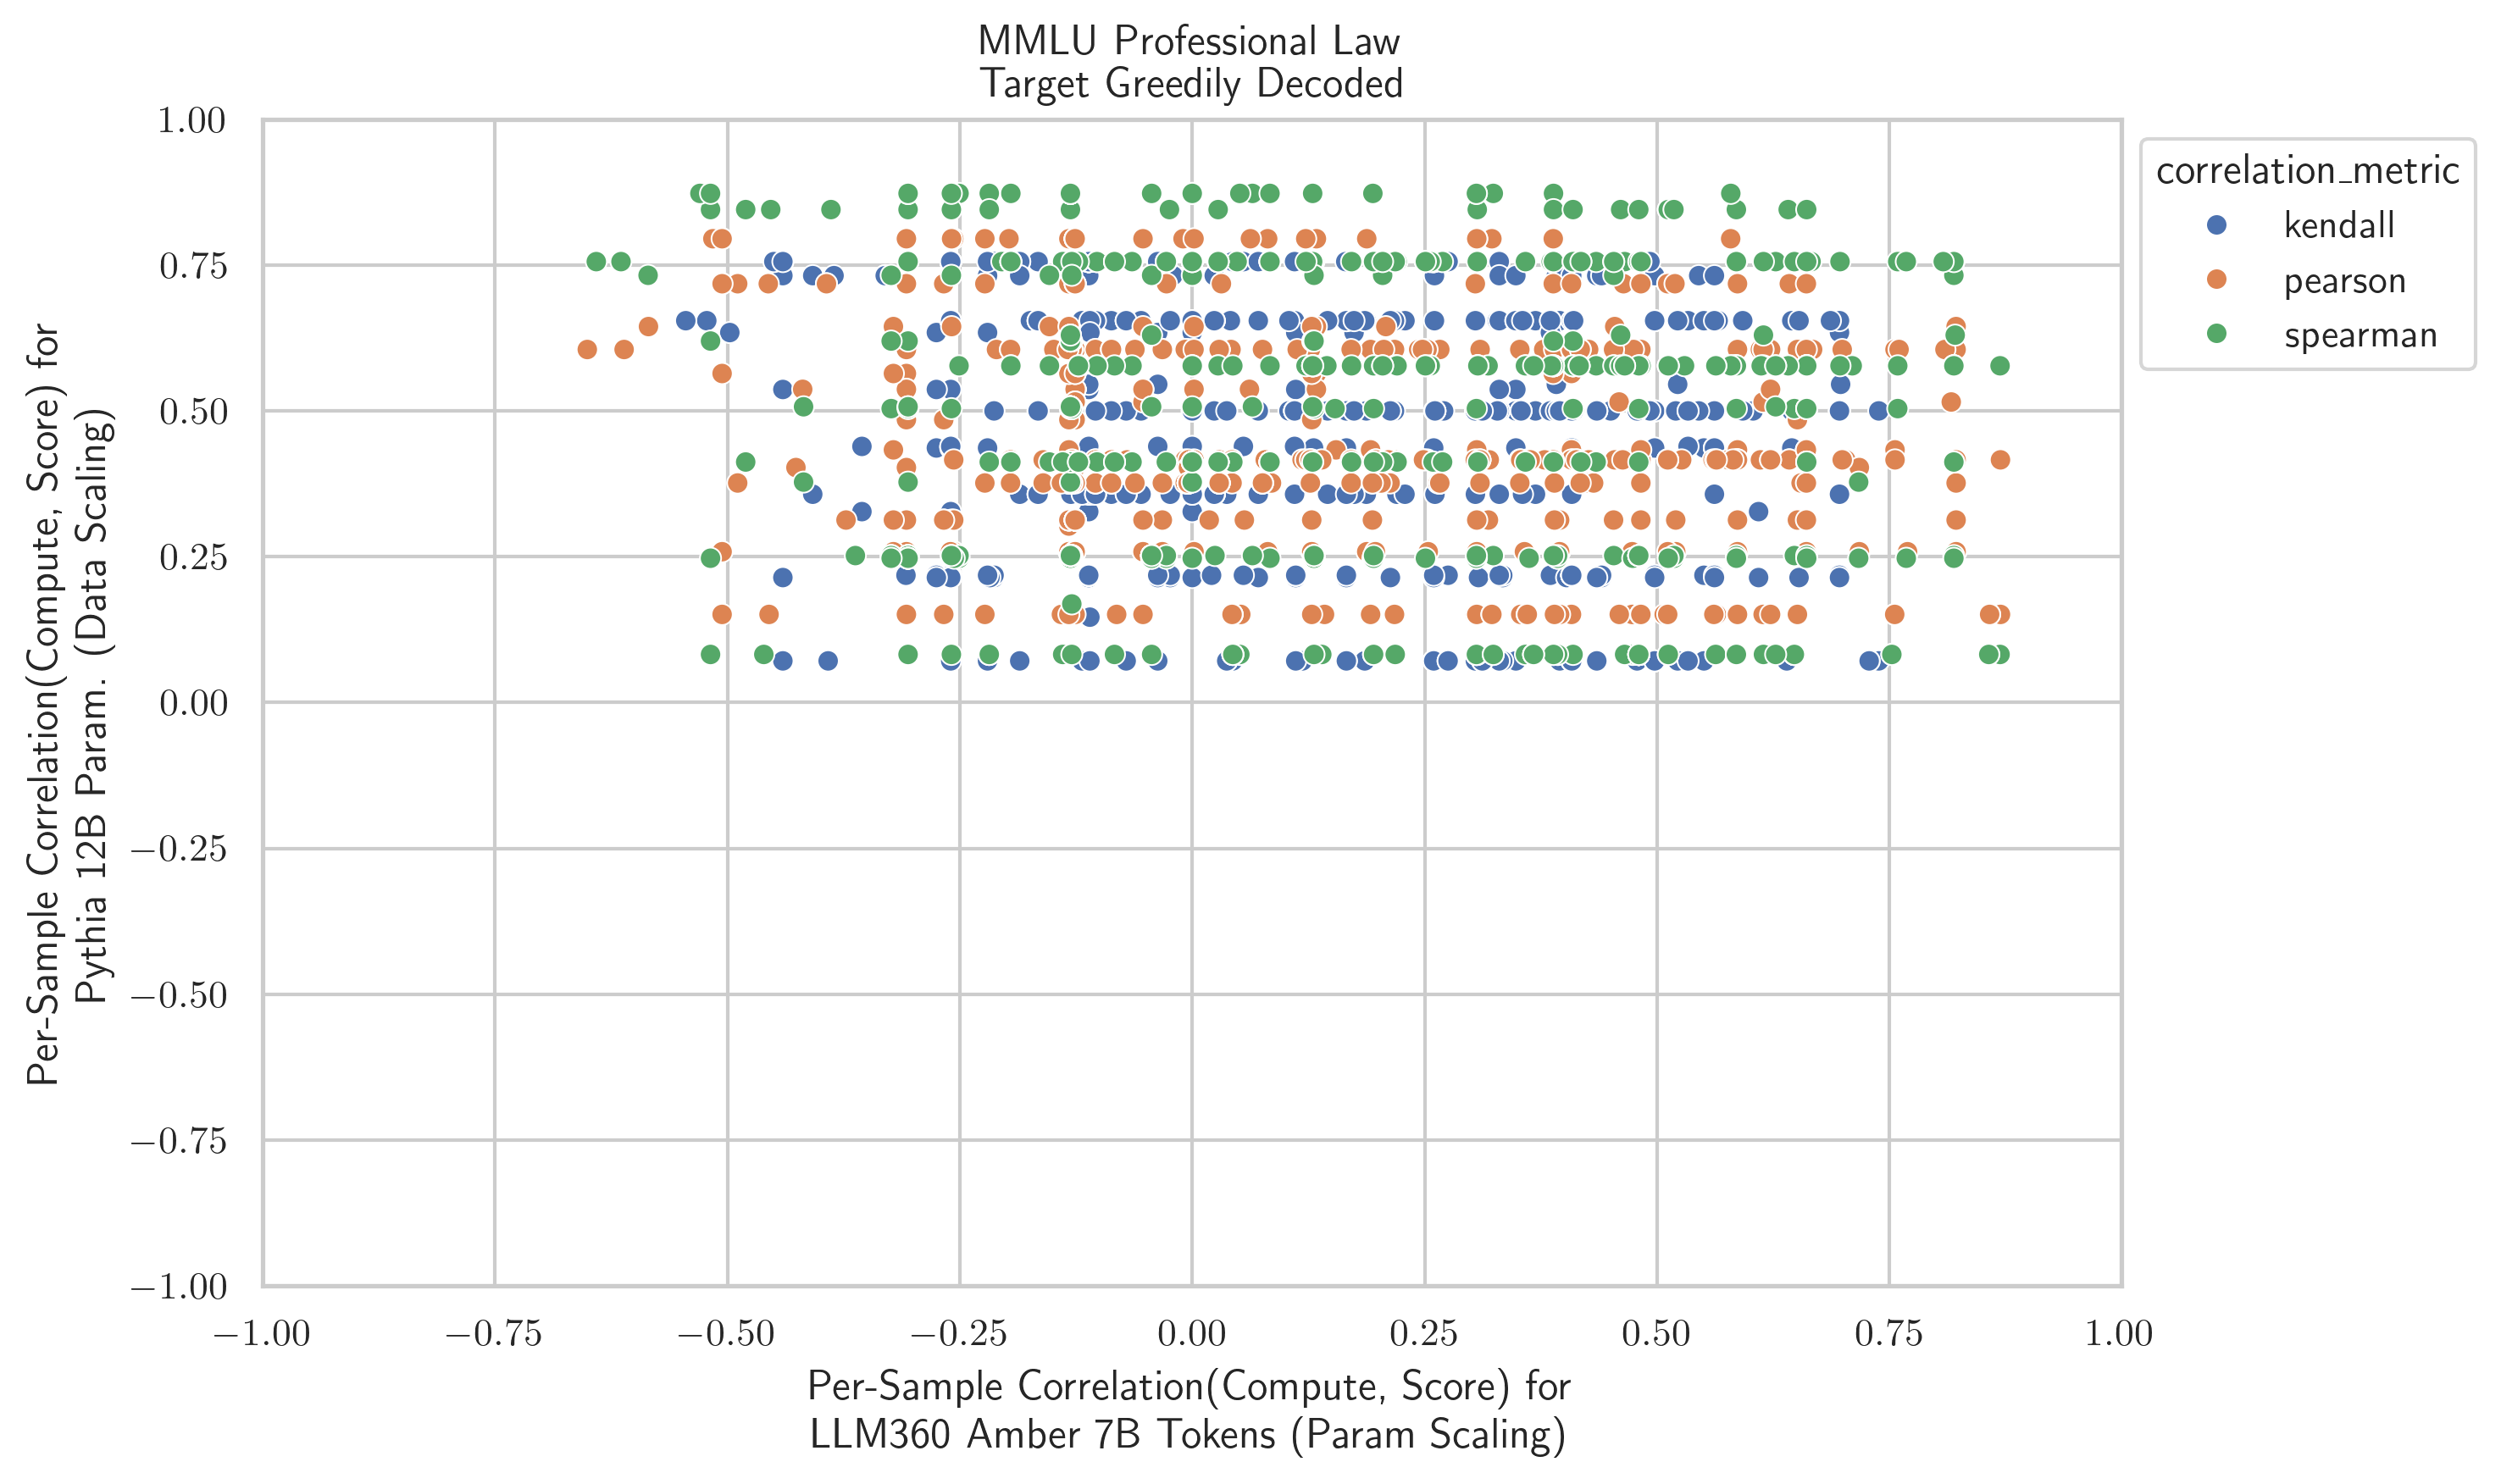 MMLU Professional Law
Target Greedily Decoded
Per-Sample Correlation(Compute, Score) for
Pythia 12B Param. (Data Scaling)
1.00
0.75
0.50
0.25
0.00
−0.25
−0.50
−0.75
−1.00
−1.00 −0.75 −0.50 −0.25 0.00 0.25 0.50 0.75 1.00
Per-Sample Correlation(Compute, Score) for
LLM360 Amber 7B Tokens (Param Scaling)
correlation_metric
kendall
pearson
spearman